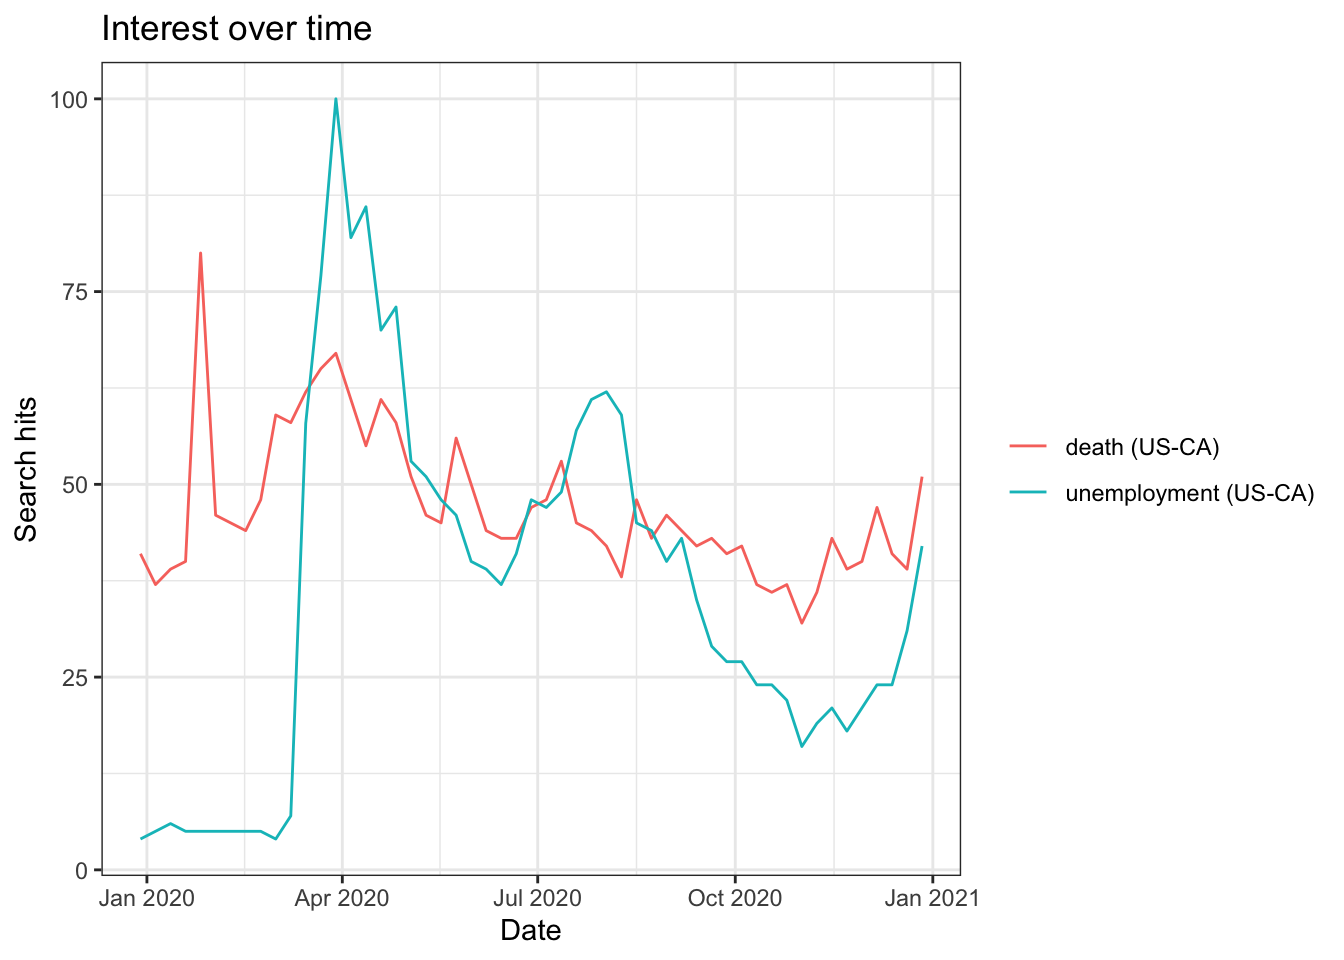 Interest over time
100
75
50
25
0
Search hits
Jan 2020 Apr 2020 Jul 2020 Oct 2020 Jan 2021
Date
death (US-CA)
unemployment (US-CA)